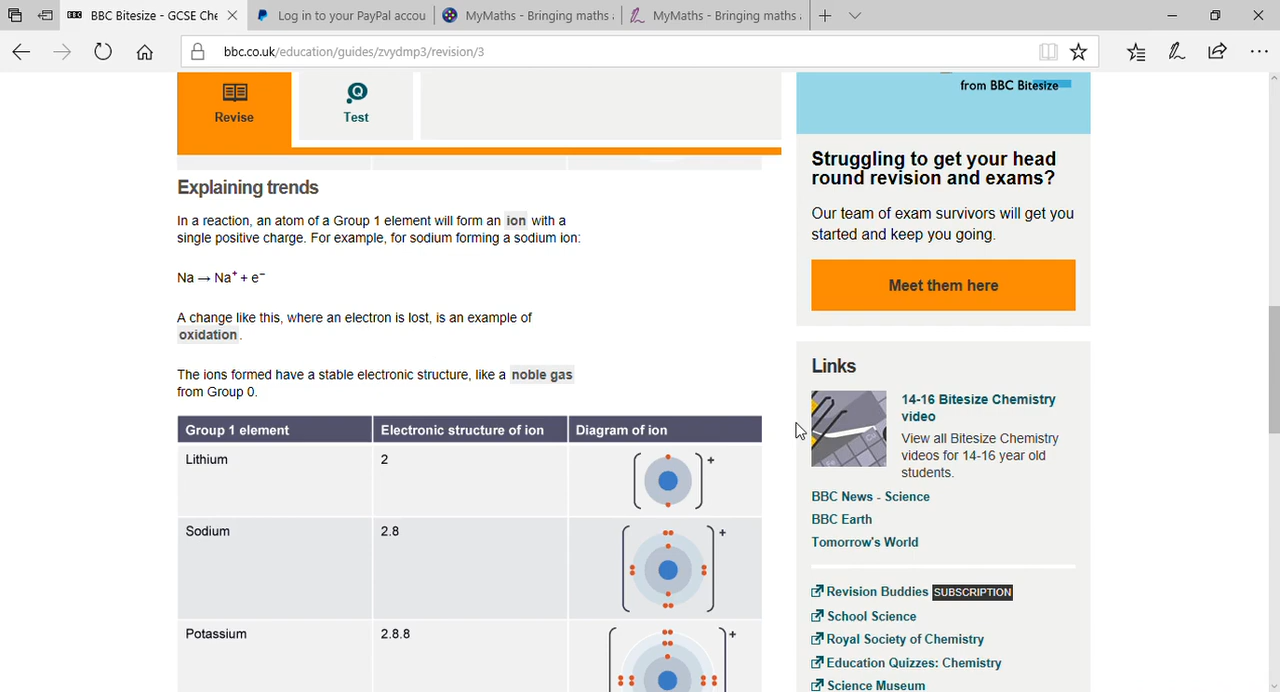 BBC Bitesize - GCSE Che
Log in to your PayPal accou
MyMaths - Bringing maths a
MyMaths - Bringing maths a
bbc.co.uk/education/guides/zvydmp3/revision/3
Revise
Test
from BBC Bitesize
Explaining trends
In a reaction, an atom of a Group 1 element will form an ion with a
single positive charge. For example, for sodium forming a sodium ion:
Na → Na⁺ + e⁻
A change like this, where an electron is lost, is an example of
oxidation.
The ions formed have a stable electronic structure, like a noble gas
from Group 0.
Group 1 element Electronic structure of ion Diagram of ion
Lithium 2 +
Sodium 2.8 +
Potassium 2.8.8 +
Struggling to get your head
round revision and exams?
Our team of exam survivors will get you
started and keep you going.
Meet them here
Links
14-16 Bitesize Chemistry
video
View all Bitesize Chemistry
videos for 14-16 year old
students.
BBC News - Science
BBC Earth
Tomorrow's World
Revision Buddies SUBSCRIPTION
School Science
Royal Society of Chemistry
Education Quizzes: Chemistry
Science Museum